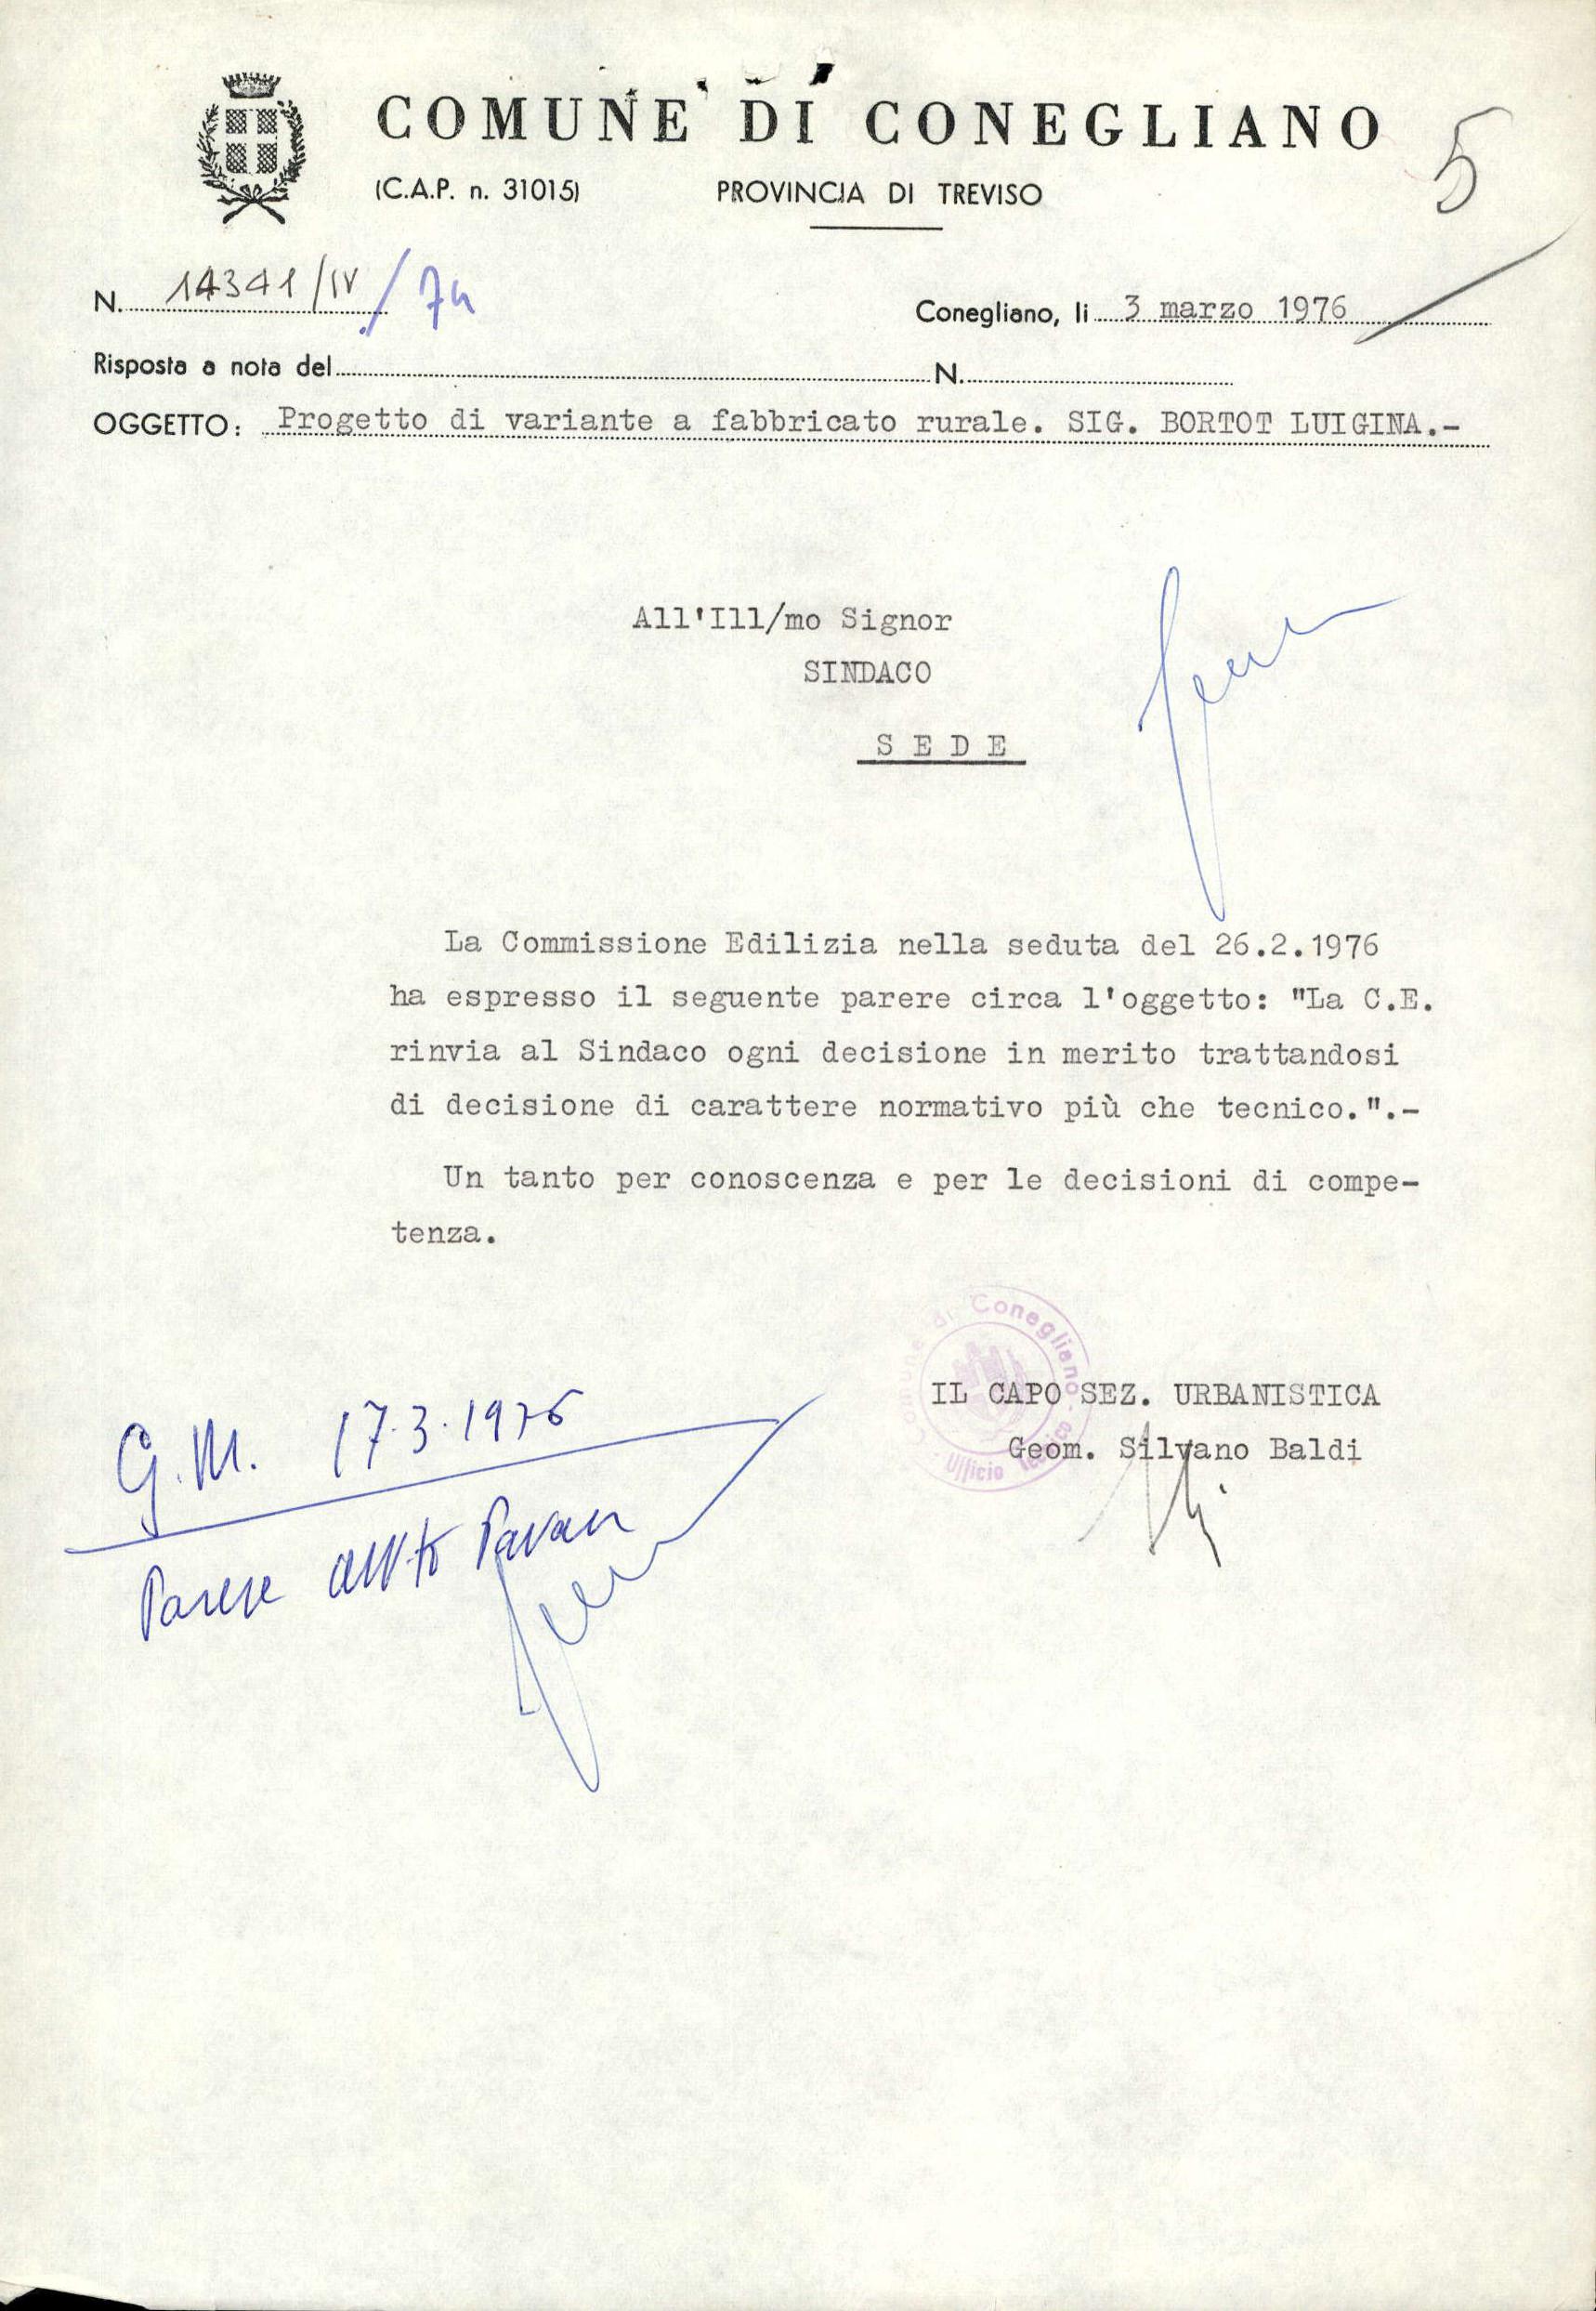 COMUNE DI CONEGLIANO
5
(C.A.P. n. 31015) PROVINCIA DI TREVISO
N. 14341/IV/74
Conegliano, li 3 marzo 1976
Risposta a nota del N.
OGGETTO: Progetto di variante a fabbricato rurale. SIG. BORTOT LUIGINA.-
All'Ill/mo Signor
SINDACO
S E D E
La Commissione Edilizia nella seduta del 26.2.1976
ha espresso il seguente parere circa l'oggetto: "La C.E.
rinvia al Sindaco ogni decisione in merito trattandosi
di decisione di carattere normativo più che tecnico.".-
Un tanto per conoscenza e per le decisioni di compe-
tenza.
Comune di Conegliano - Ufficio Tecnico
IL CAPO SEZ. URBANISTICA
Geom. Silvano Baldi
G.M. 17.3.1976
Parere Pavan